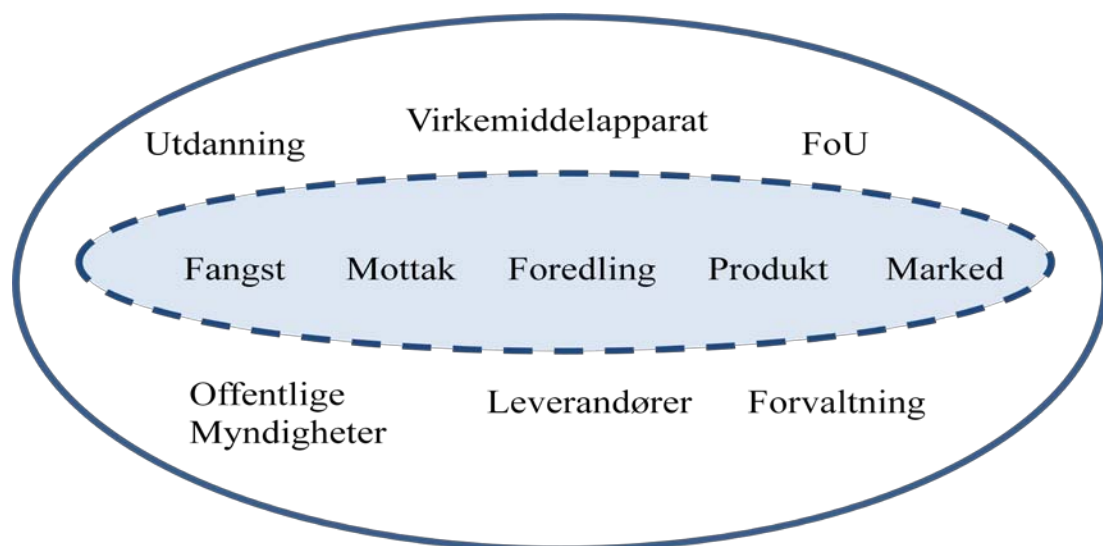 Utdanning
Virkemiddelapparat
FoU
Fangst
Mottak
Foredling
Produkt
Marked
Offentlige
Myndigheter
Leverandører
Forvaltning